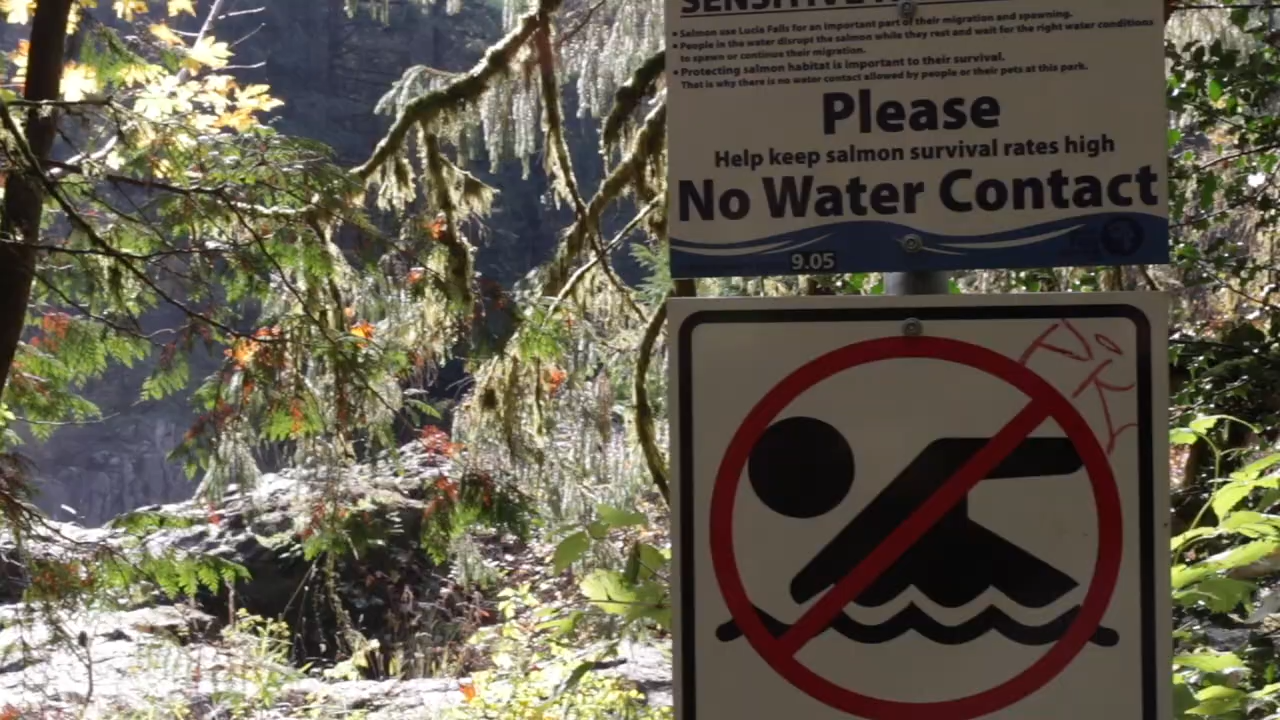 SENSITIVE
• Salmon use Lucia Falls for an important part of their migration and spawning.
• People in the water disrupt the salmon while they rest and wait for the right water conditions
to spawn or continue their migration.
• Protecting salmon habitat is important to their survival.
That is why there is no water contact allowed by people or their pets at this park.
Please
Help keep salmon survival rates high
No Water Contact
9.05